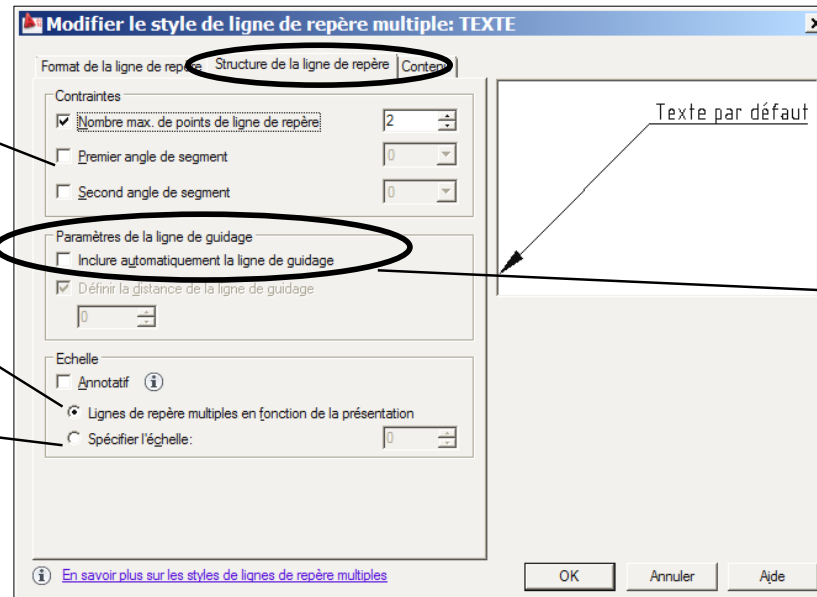 Modifier le style de ligne de repère multiple: TEXTE
Format de la ligne de repère Structure de la ligne de repère Contenu
Contraintes
Nombre max. de points de ligne de repère 2
Premier angle de segment 0
Second angle de segment 0
Paramètres de la ligne de guidage
Inclure automatiquement la ligne de guidage
Définir la distance de la ligne de guidage
0
Echelle
Annotatif
Lignes de repère multiples en fonction de la présentation
Spécifier l'échelle: 0
Texte par défaut
En savoir plus sur les styles de lignes de repère multiples
OK Annuler Aide